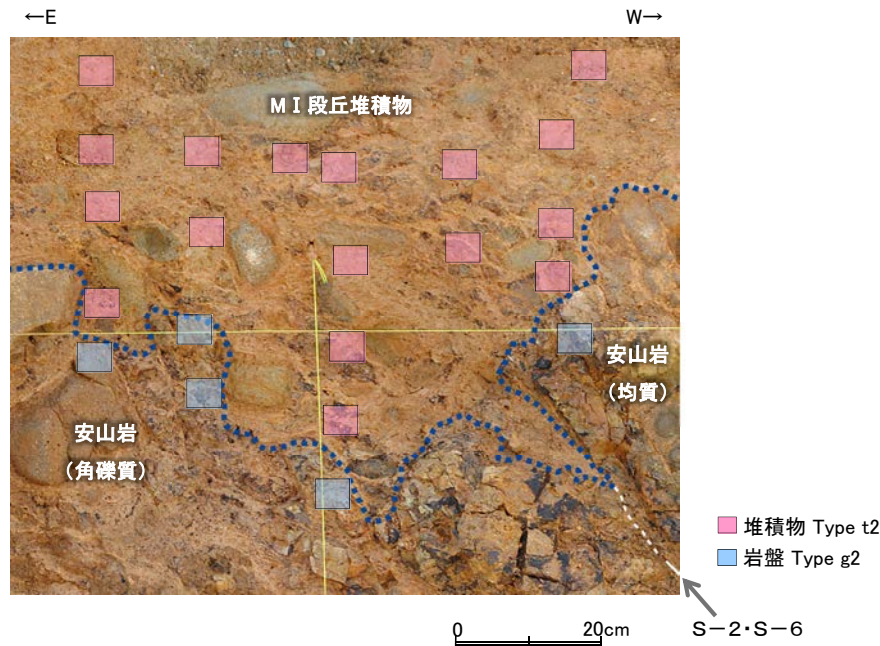 ←E
W→
ＭⅠ段丘堆積物
安山岩
（均質）
安山岩
（角礫質）
堆積物 Type t2
岩盤 Type g2
0
20cm
Ｓ－２・Ｓ－６